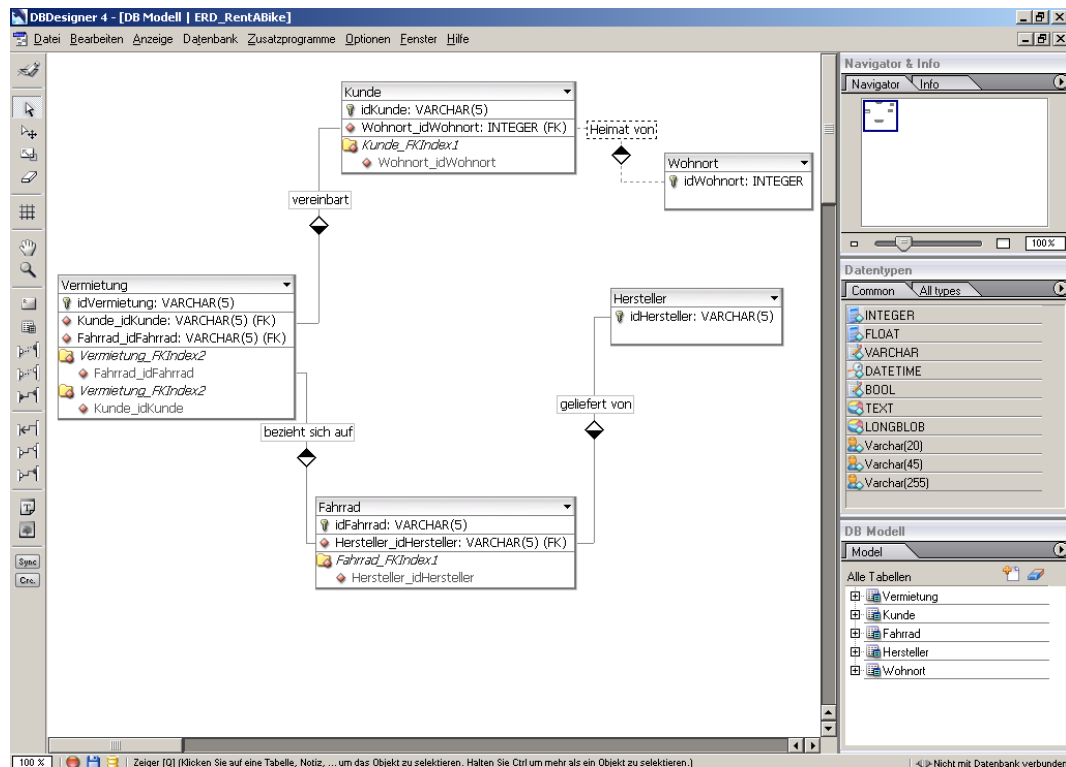 DBDesigner 4 - [DB Modell | ERD_RentABike]
Datei Bearbeiten Anzeige Datenbank Zusatzprogramme Optionen Fenster Hilfe
Kunde
idKunde: VARCHAR(5)
Wohnort_idWohnort: INTEGER (FK)
Kunde_FKIndex1
Wohnort_idWohnort
Heimat von
Wohnort
idWohnort: INTEGER
vereinbart
Vermietung
idVermietung: VARCHAR(5)
Kunde_idKunde: VARCHAR(5) (FK)
Fahrrad_idFahrrad: VARCHAR(5) (FK)
Vermietung_FKIndex2
Fahrrad_idFahrrad
Vermietung_FKIndex2
Kunde_idKunde
Hersteller
idHersteller: VARCHAR(5)
geliefert von
bezieht sich auf
Fahrrad
idFahrrad: VARCHAR(5)
Hersteller_idHersteller: VARCHAR(5) (FK)
Fahrrad_FKIndex1
Hersteller_idHersteller
Navigator & Info
Navigator Info
100%
Datentypen
Common All types
INTEGER
FLOAT
VARCHAR
DATETIME
BOOL
TEXT
LONGBLOB
Varchar(20)
Varchar(45)
Varchar(255)
DB Modell
Model
Alle Tabellen
Vermietung
Kunde
Fahrrad
Hersteller
Wohnort
Sync
Cre.
100 % Zeiger [Q] (Klicken Sie auf eine Tabelle, Notiz, ... um das Objekt zu selektieren. Halten Sie Ctrl um mehr als ein Objekt zu selektieren.) Nicht mit Datenbank verbunden